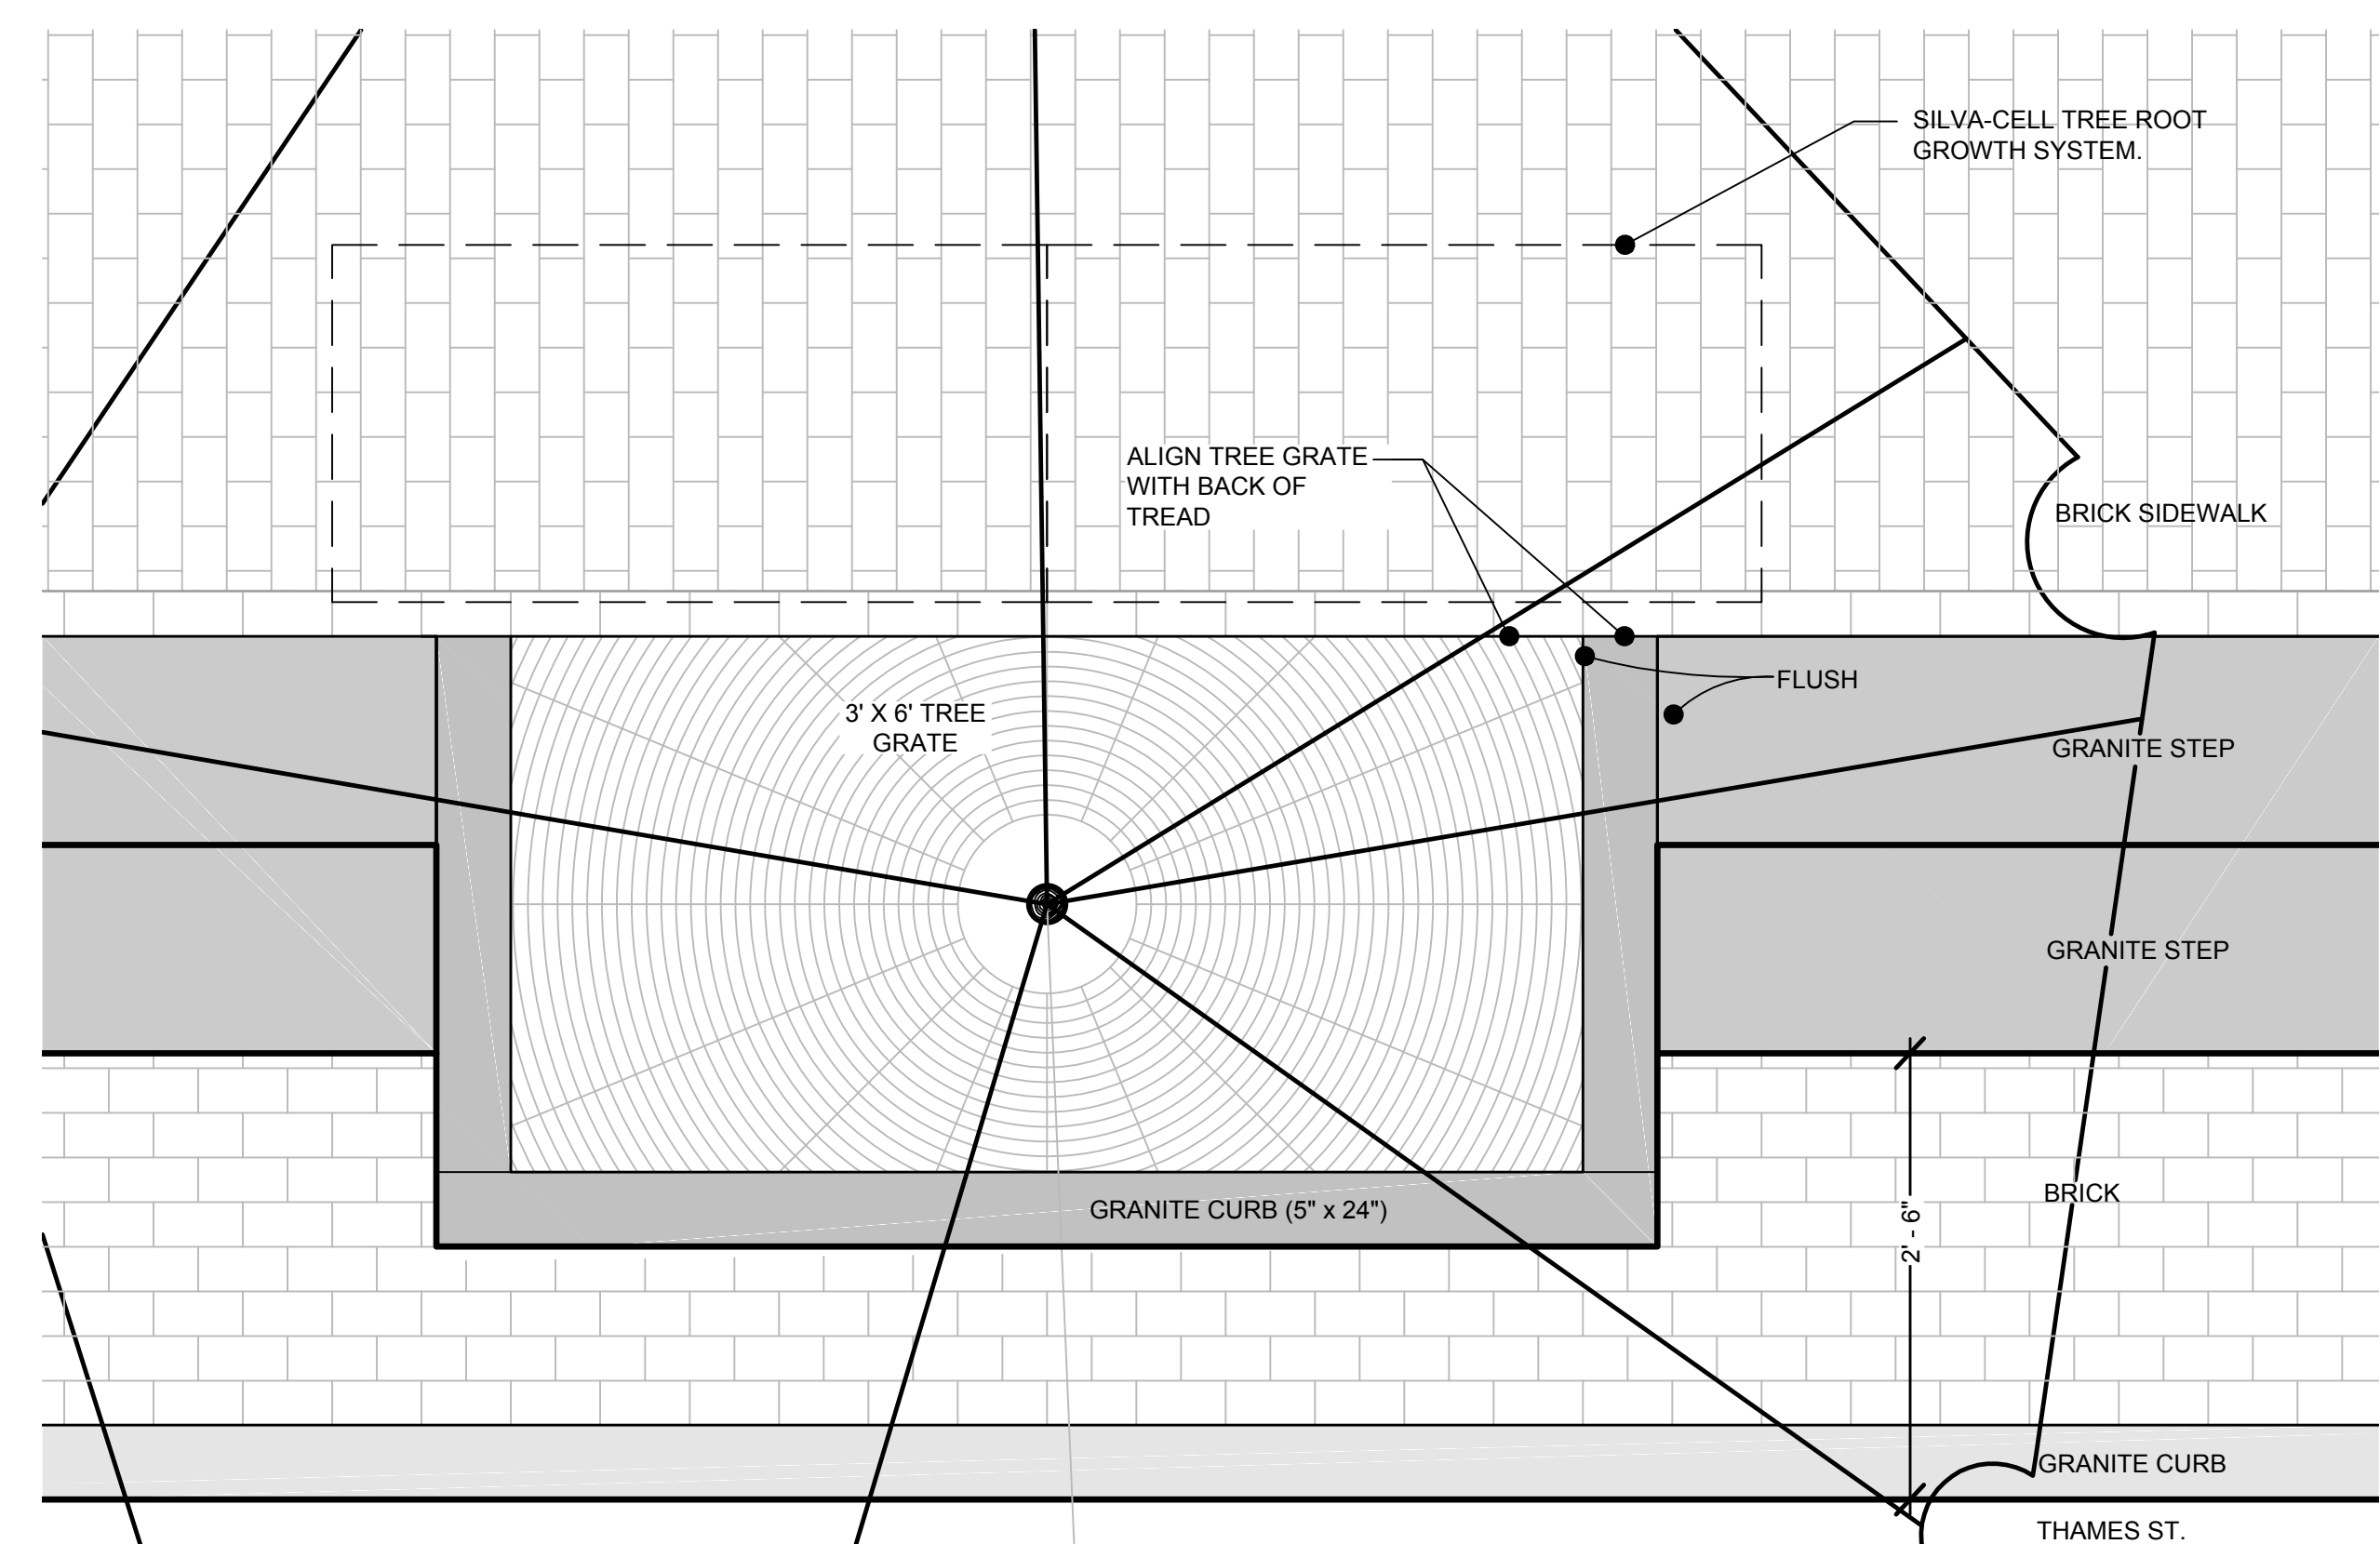 SILVA-CELL TREE ROOT
GROWTH SYSTEM.
ALIGN TREE GRATE
WITH BACK OF
TREAD
BRICK SIDEWALK
FLUSH
3' X 6' TREE
GRATE
GRANITE STEP
GRANITE STEP
BRICK
GRANITE CURB (5" x 24")
2' - 6"
GRANITE CURB
THAMES ST.